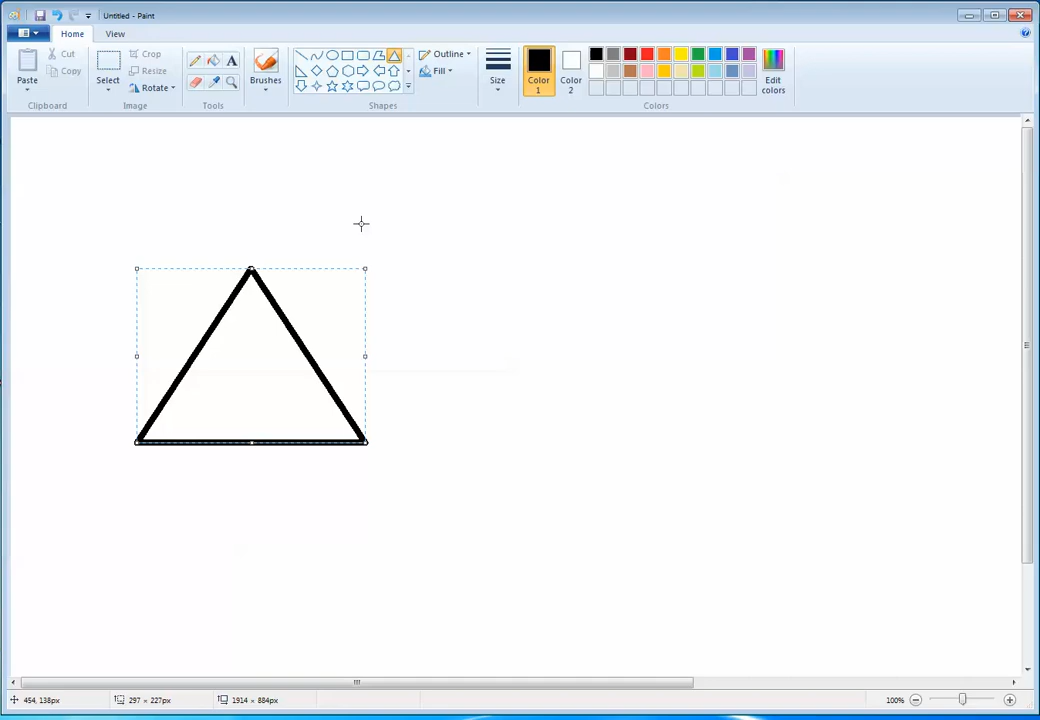 Untitled - Paint
Home View
Paste
Cut
Copy
Clipboard
Select
Crop
Resize
Rotate
Image
A
Tools
Brushes
Outline
Fill
Shapes
Size
Color 1
Color 2
Edit colors
Colors
454, 138px
297 × 227px
1914 × 884px
100%